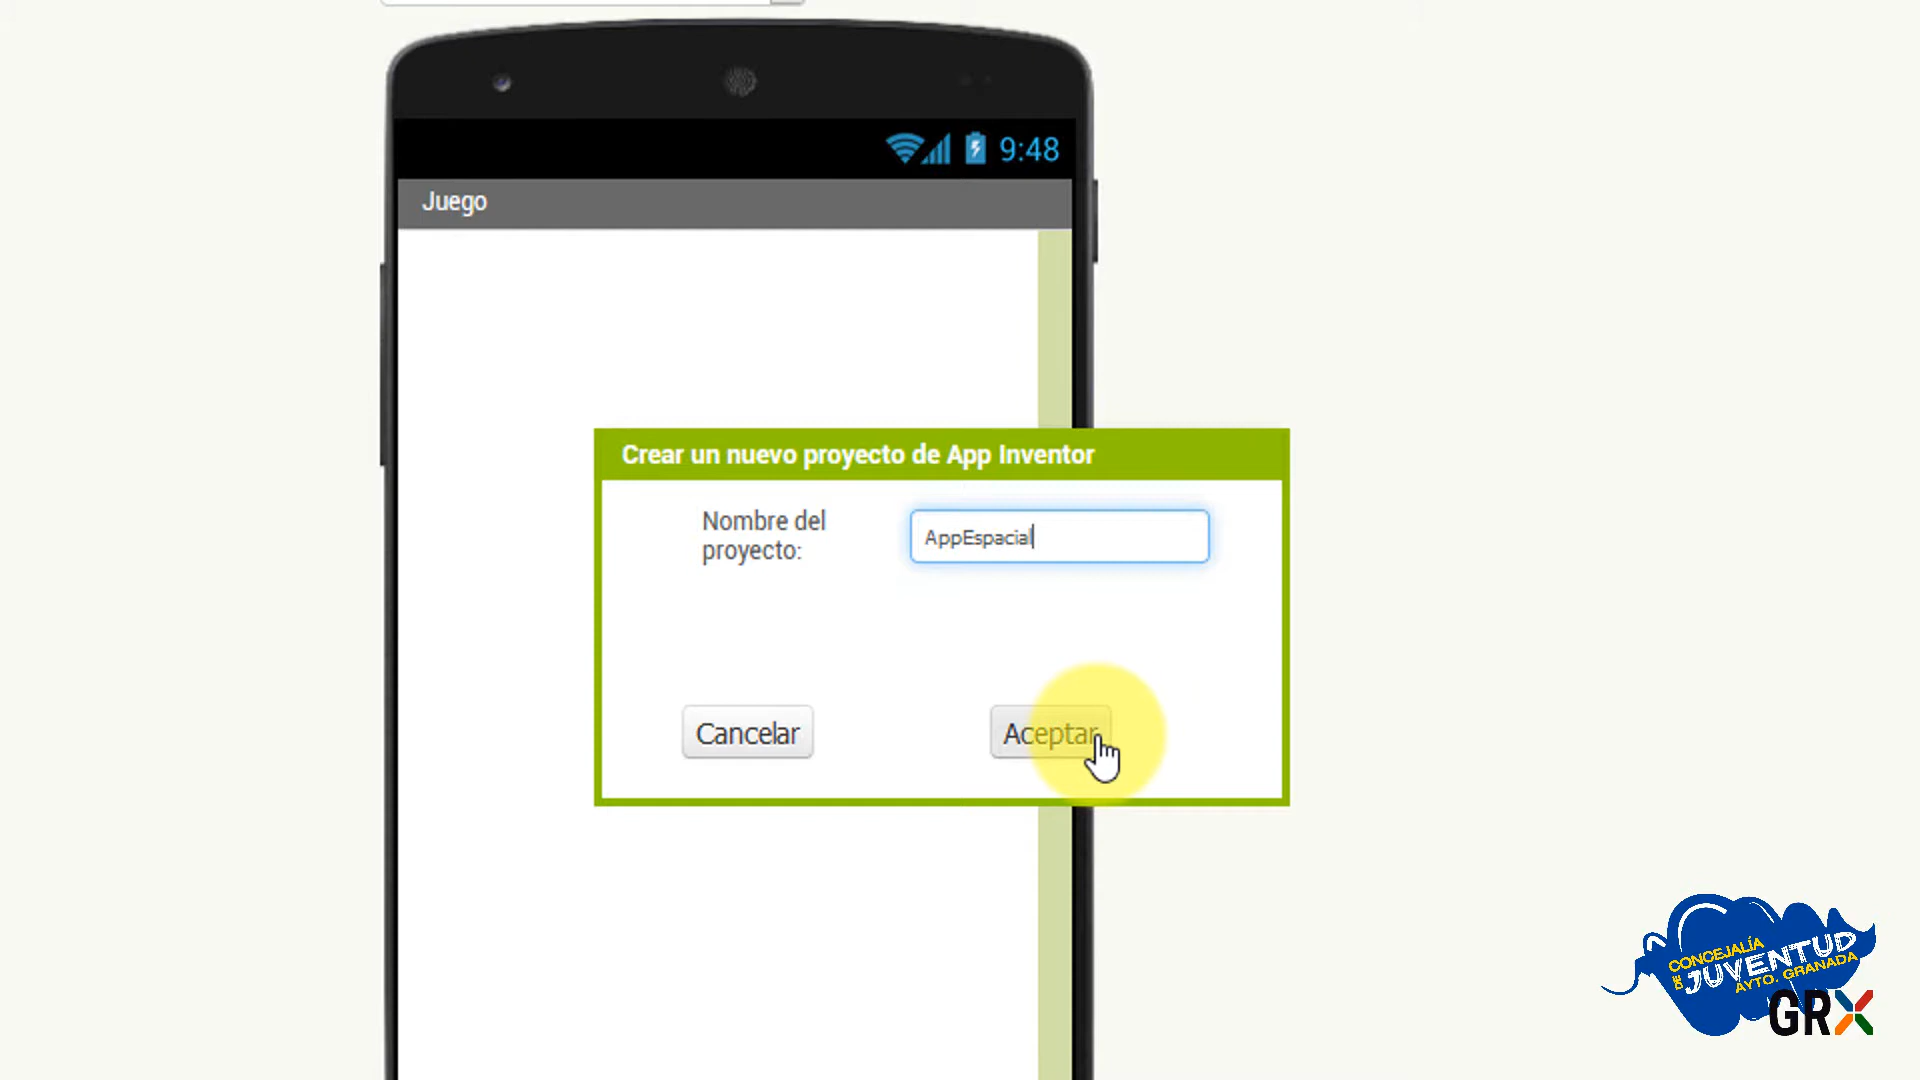 9:48
Juego
Crear un nuevo proyecto de App Inventor
Nombre del
proyecto:
AppEspacial
Cancelar
Aceptar
CONCEJALÍA
DE JUVENTUD
AYTO. GRANADA
GRX